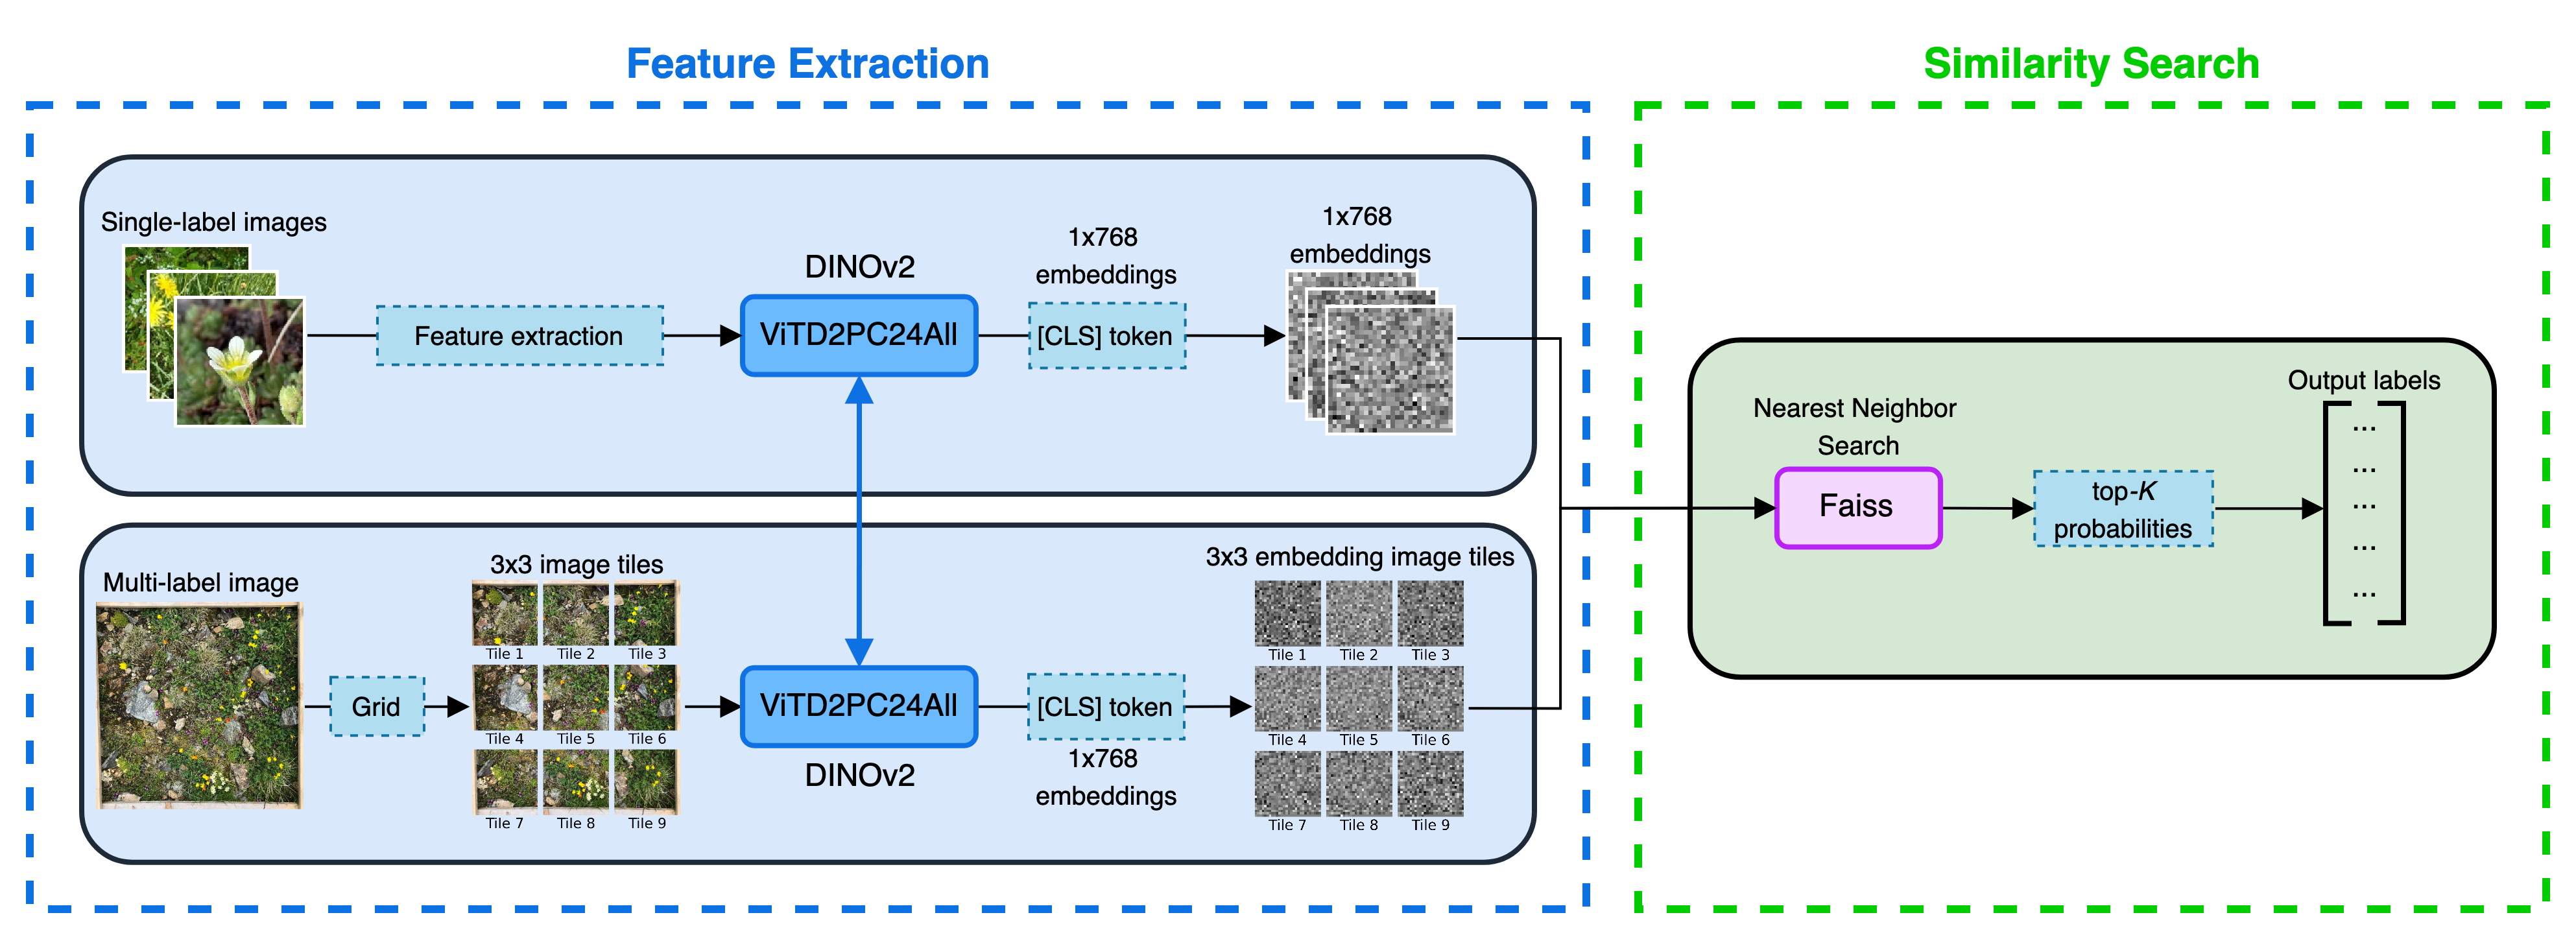 Feature Extraction
Similarity Search
Single-label images
Feature extraction
DINOv2
ViTD2PC24All
1x768
embeddings
[CLS] token
1x768
embeddings
Multi-label image
Grid
3x3 image tiles
Tile 1 Tile 2 Tile 3
Tile 4 Tile 5 Tile 6
Tile 7 Tile 8 Tile 9
ViTD2PC24All
DINOv2
[CLS] token
1x768
embeddings
3x3 embedding image tiles
Tile 1 Tile 2 Tile 3
Tile 4 Tile 5 Tile 6
Tile 7 Tile 8 Tile 9
Nearest Neighbor
Search
Faiss
top-K
probabilities
Output labels
...
...
...
...
...